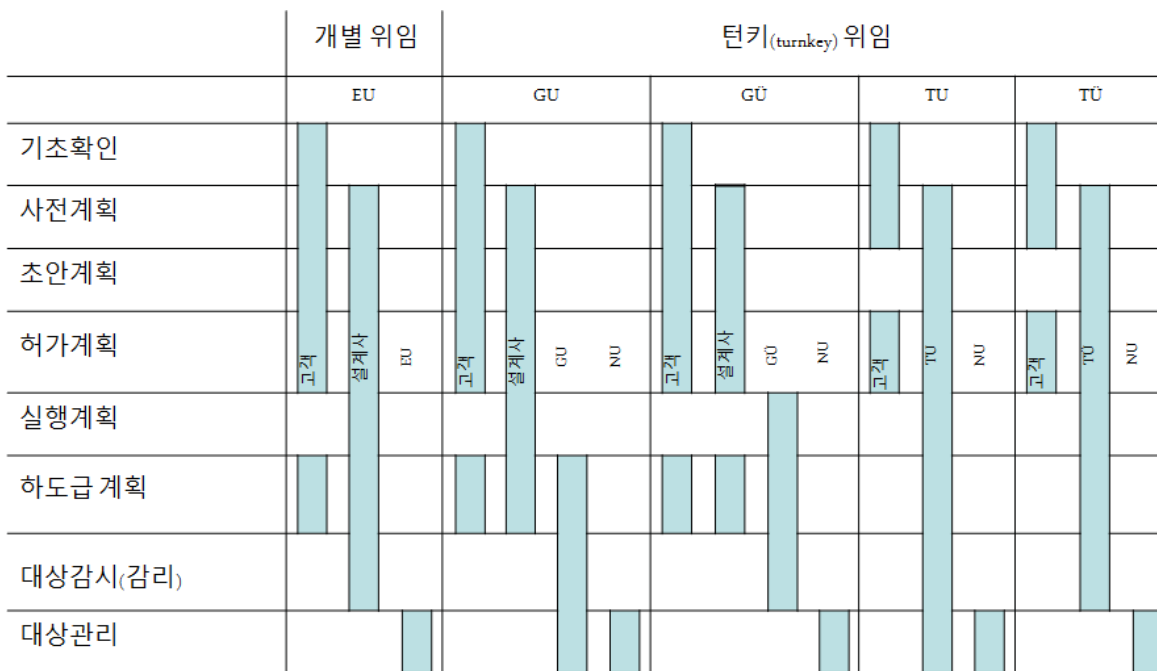 개별 위임 턴키(turnkey) 위임
EU GU GÜ TU TÜ
기초확인
사전계획
초안계획
허가계획 고객 설계사 EU 고객 설계사 GU NU 고객 설계사 GÜ NU 고객 TU NU 고객 TÜ NU
실행계획
하도급 계획
대상감시(감리)
대상관리